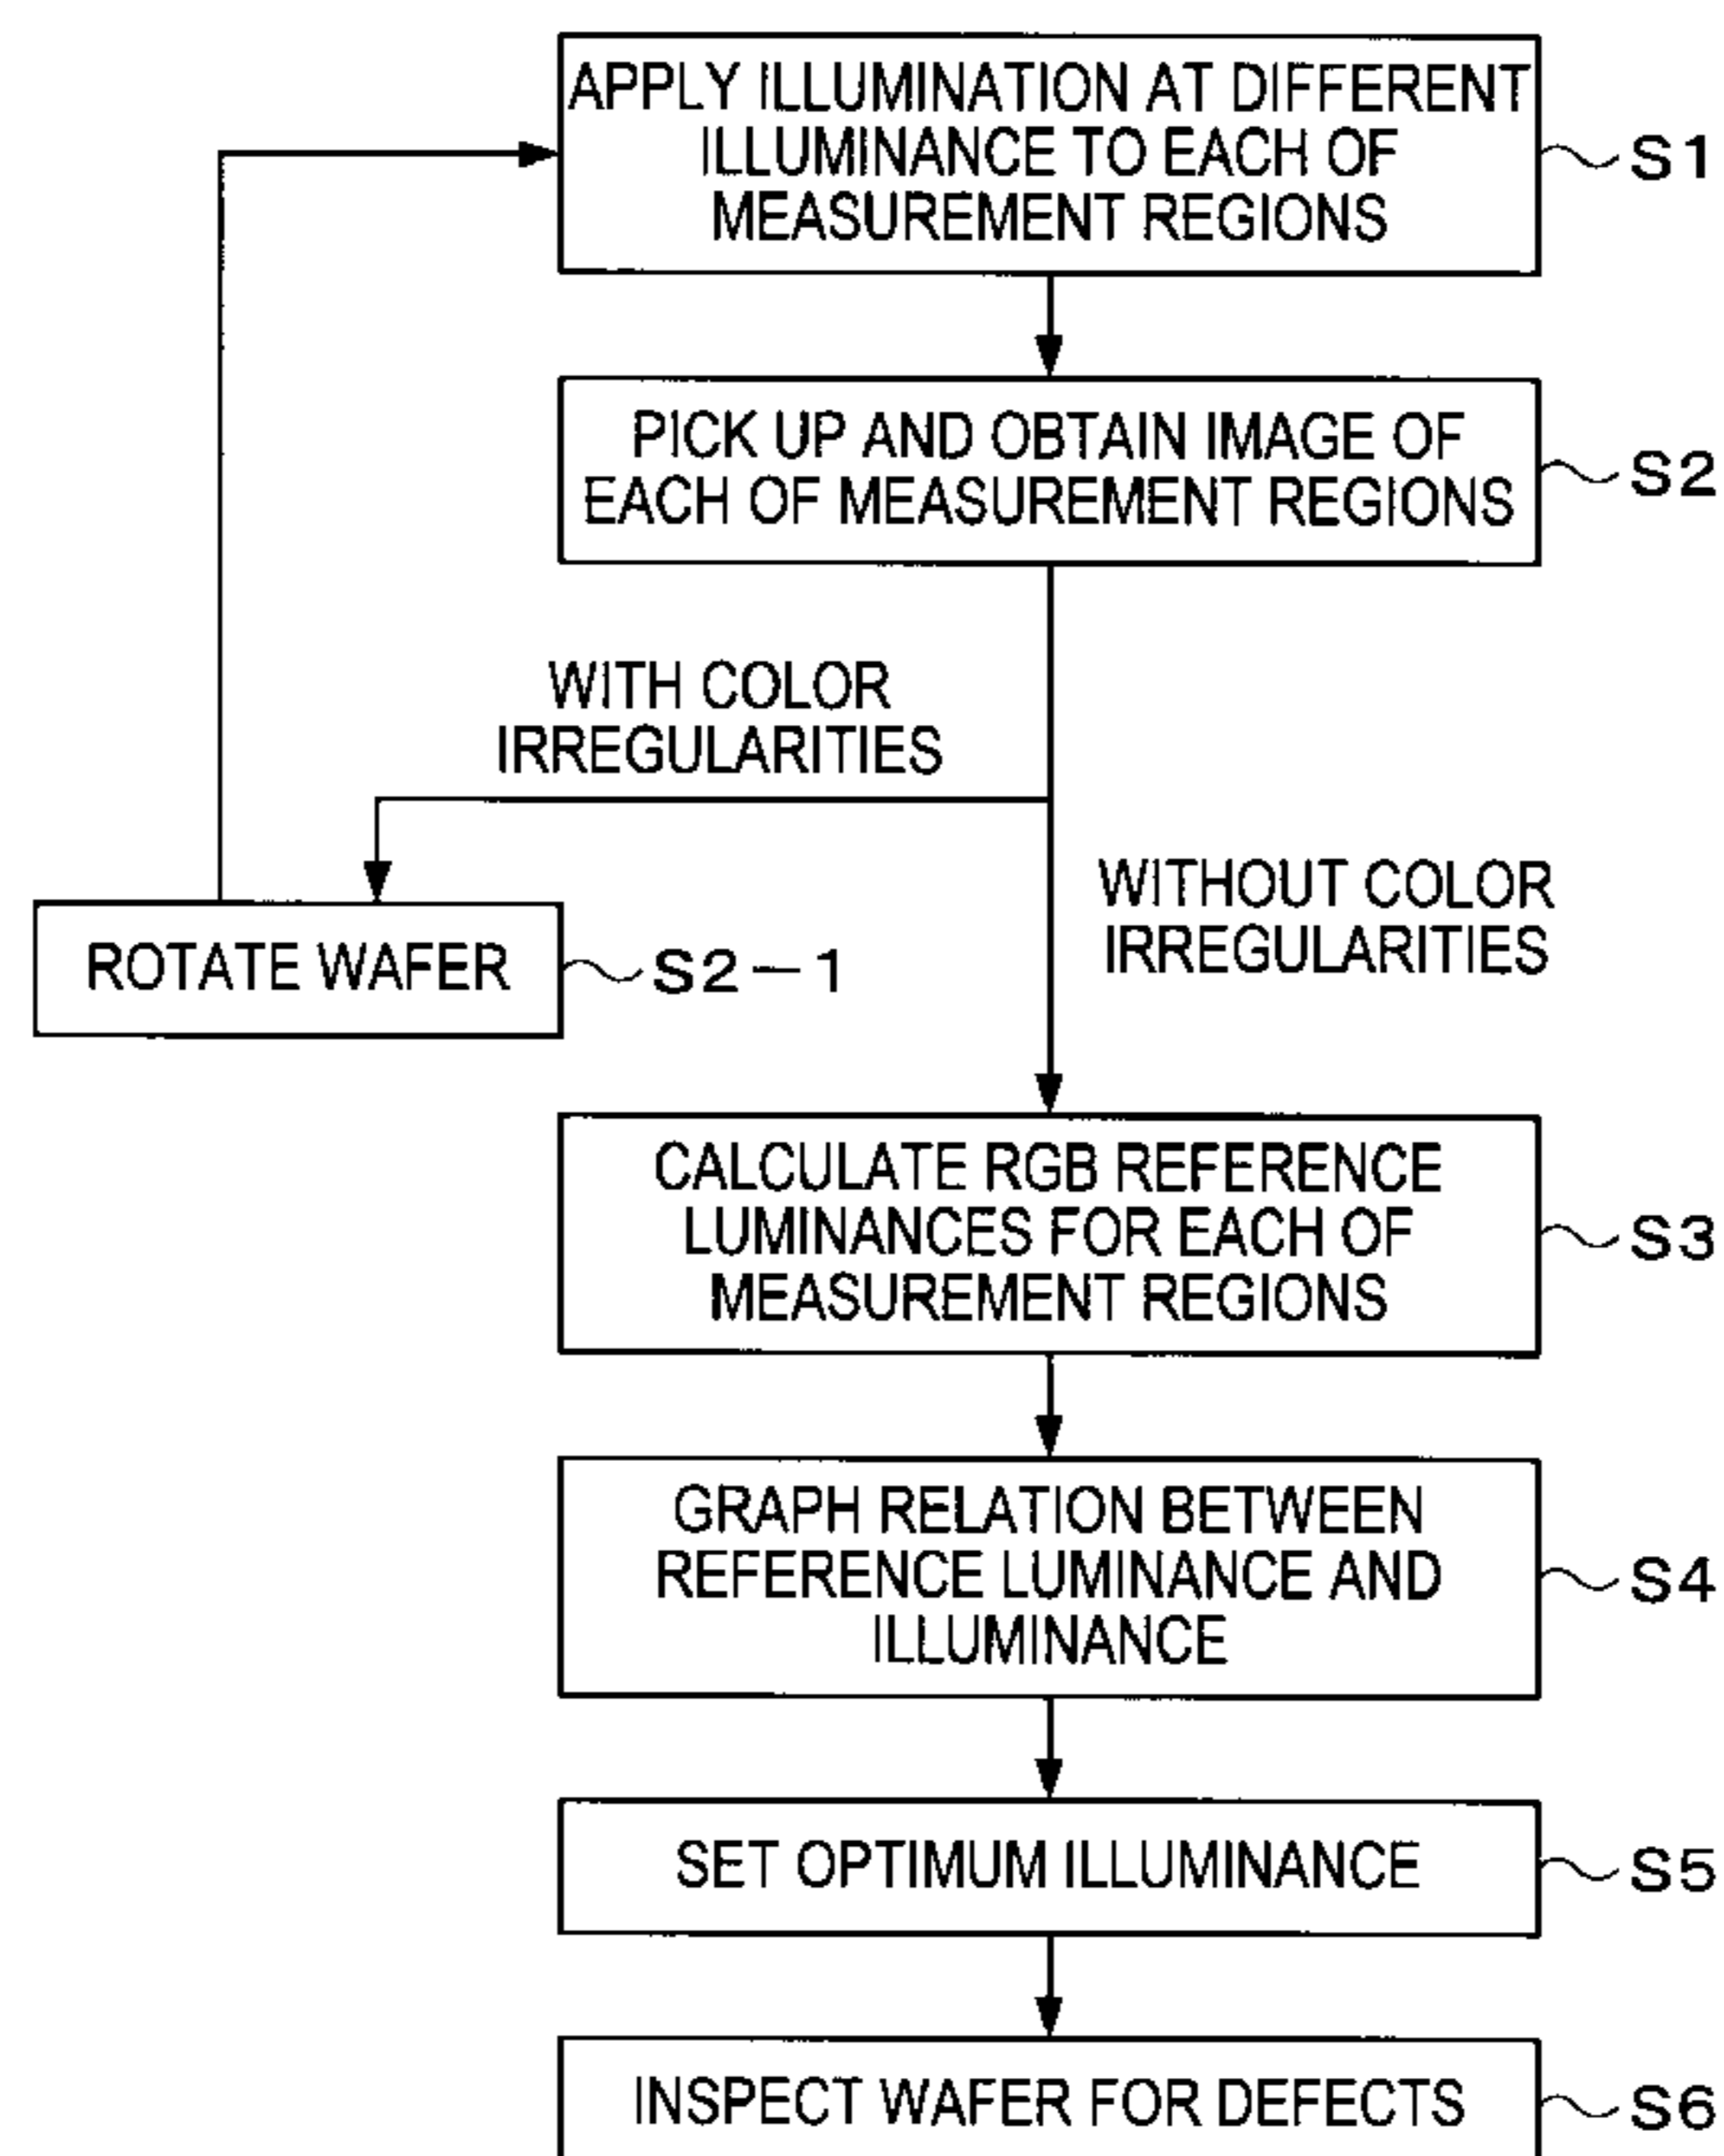 APPLY ILLUMINATION AT DIFFERENT
ILLUMINANCE TO EACH OF
MEASUREMENT REGIONS
S1
PICK UP AND OBTAIN IMAGE OF
EACH OF MEASUREMENT REGIONS
S2
WITH COLOR
IRREGULARITIES
WITHOUT COLOR
IRREGULARITIES
ROTATE WAFER
S2-1
CALCULATE RGB REFERENCE
LUMINANCES FOR EACH OF
MEASUREMENT REGIONS
S3
GRAPH RELATION BETWEEN
REFERENCE LUMINANCE AND
ILLUMINANCE
S4
SET OPTIMUM ILLUMINANCE
S5
INSPECT WAFER FOR DEFECTS
S6